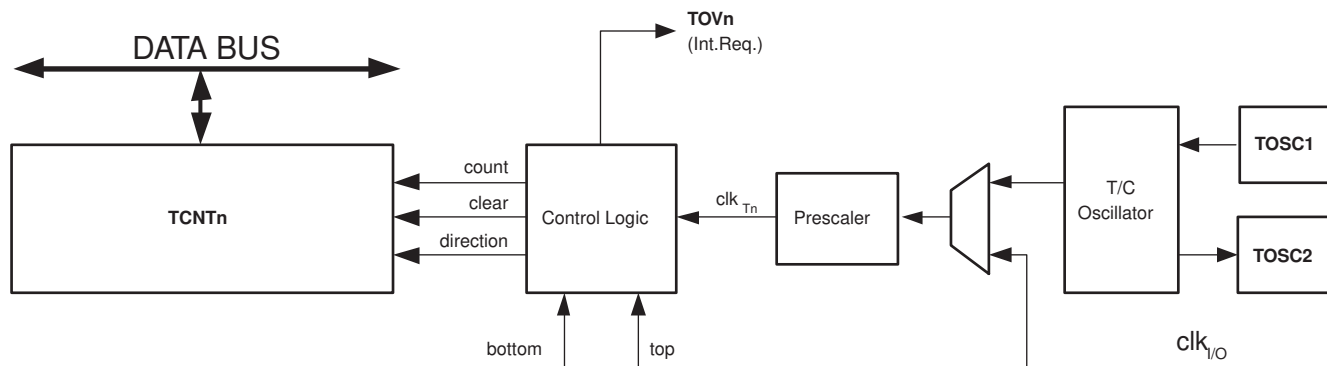 TOVn
(Int.Req.)
DATA BUS
TOSC1
count
T/C
Oscillator
TCNTn
clear
Control Logic
clk Tn
Prescaler
direction
TOSC2
bottom
top
clkI/O